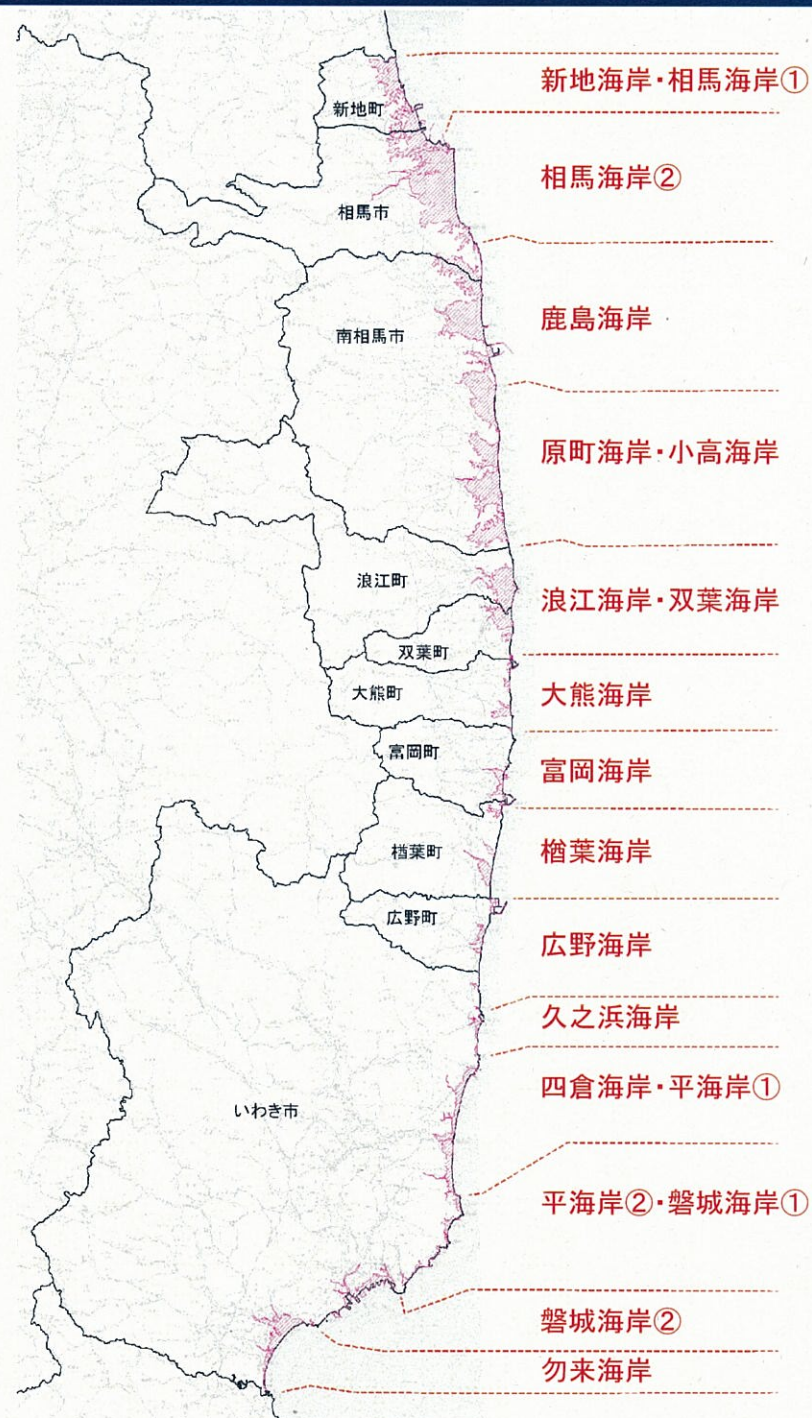 新地海岸・相馬海岸①
新地町
相馬海岸②
相馬市
鹿島海岸
南相馬市
原町海岸・小高海岸
浪江町
浪江海岸・双葉海岸
双葉町
大熊町
大熊海岸
富岡町
富岡海岸
楢葉町
楢葉海岸
広野町
広野海岸
久之浜海岸
四倉海岸・平海岸①
いわき市
平海岸②・磐城海岸①
磐城海岸②
勿来海岸